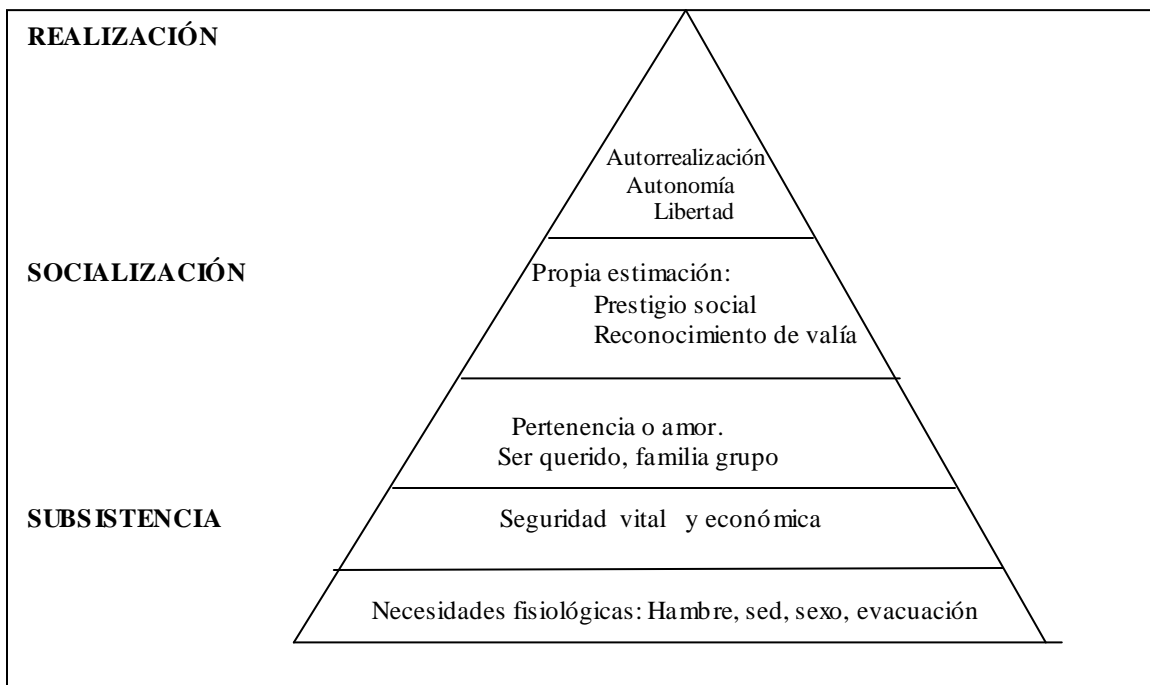 REALIZACIÓN
Autorrealización
Autonomía
Libertad
SOCIALIZACIÓN
Propia estimación:
Prestigio social
Reconocimiento de valía
Pertenencia o amor.
Ser querido, familia grupo
SUBSISTENCIA
Seguridad vital y económica
Necesidades fisiológicas: Hambre, sed, sexo, evacuación